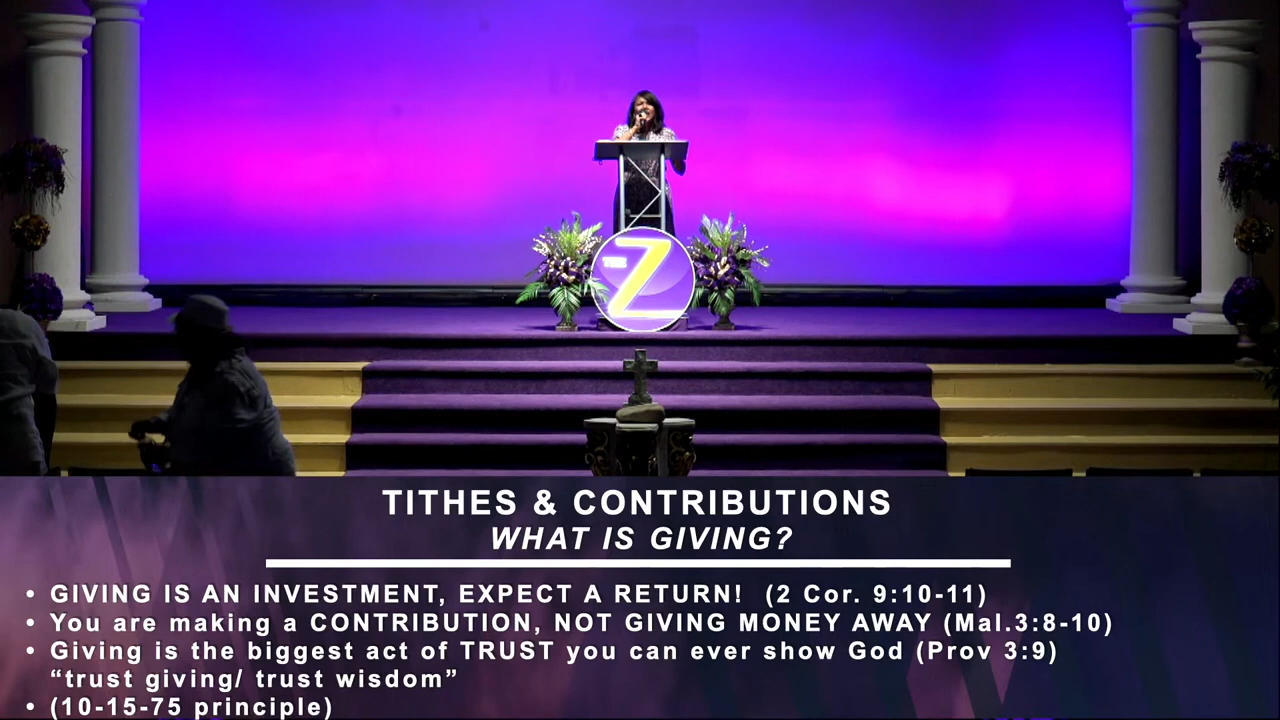 THE
Z
TITHES & CONTRIBUTIONS
WHAT IS GIVING?
• GIVING IS AN INVESTMENT, EXPECT A RETURN! (2 Cor. 9:10-11)
• You are making a CONTRIBUTION, NOT GIVING MONEY AWAY (Mal.3:8-10)
• Giving is the biggest act of TRUST you can ever show God (Prov 3:9)
“trust giving/ trust wisdom”
• (10-15-75 principle)